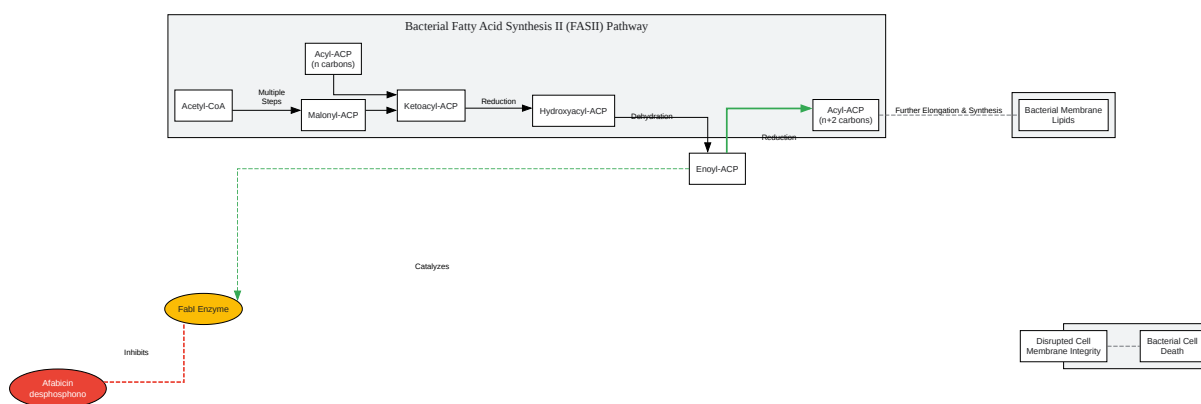 Bacterial Fatty Acid Synthesis II (FASII) Pathway
Acyl-ACP
(n carbons)
Acetyl-CoA
Multiple
Steps
Malonyl-ACP
Ketoacyl-ACP
Reduction
Hydroxyacyl-ACP
Dehydration
Reduction
Acyl-ACP
(n+2 carbons)
Further Elongation & Synthesis
Bacterial Membrane
Lipids
Enoyl-ACP
Catalyzes
FabI Enzyme
Inhibits
Afabicin
desphosphono
Disrupted Cell
Membrane Integrity
Bacterial Cell
Death